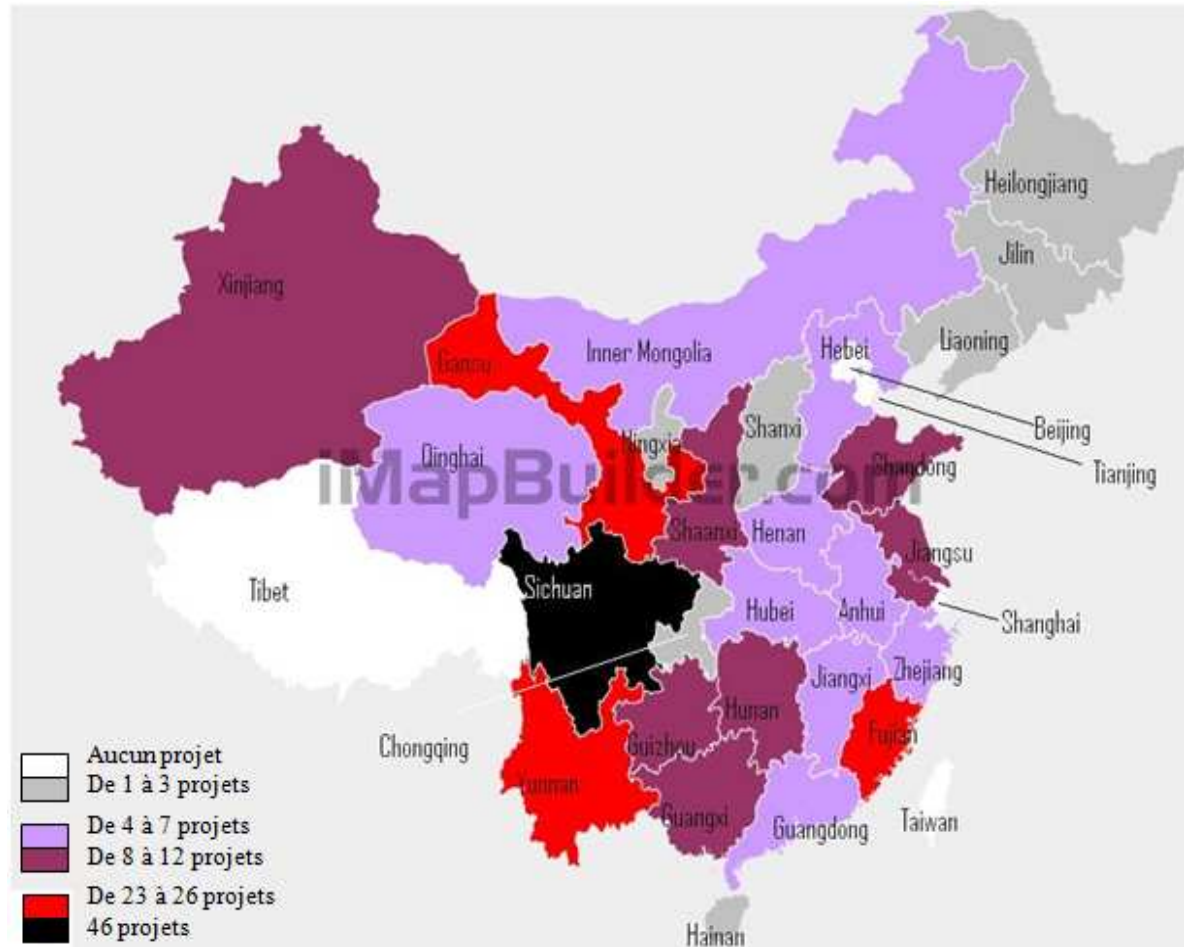 Heilongjiang
Jilin
Xinjiang
Liaoning
Hebei
Inner Mongolia
Gansu
Beijing
Shanxi
Ningxia
Qinghai
Shandong
Tianjing
iMapBuilder.com
Shaanxi
Henan
Jiangsu
Tibet
Sichuan
Hubei
Anhui
Shanghai
Zhejiang
Jiangxi
Hunan
Fujian
Guizhou
Chongqing
Yunnan
Guangxi
Guangdong
Taiwan
Hainan
Aucun projet
De 1 à 3 projets
De 4 à 7 projets
De 8 à 12 projets
De 23 à 26 projets
46 projets